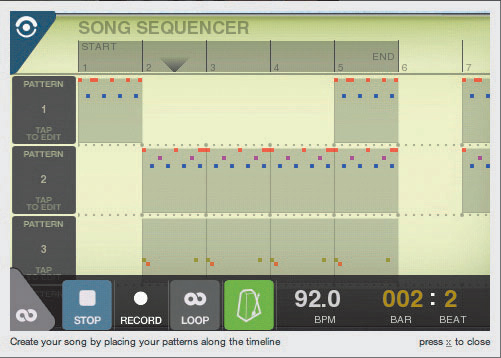 SONG SEQUENCER
START
END
1 2 3 4 5 6 7
PATTERN
1
TAP
TO EDIT
PATTERN
2
TAP
TO EDIT
PATTERN
3
TAP
TO EDIT
STOP
RECORD
LOOP
92.0
BPM
002 : 2
BAR BEAT
Create your song by placing your patterns along the timeline
press x to close